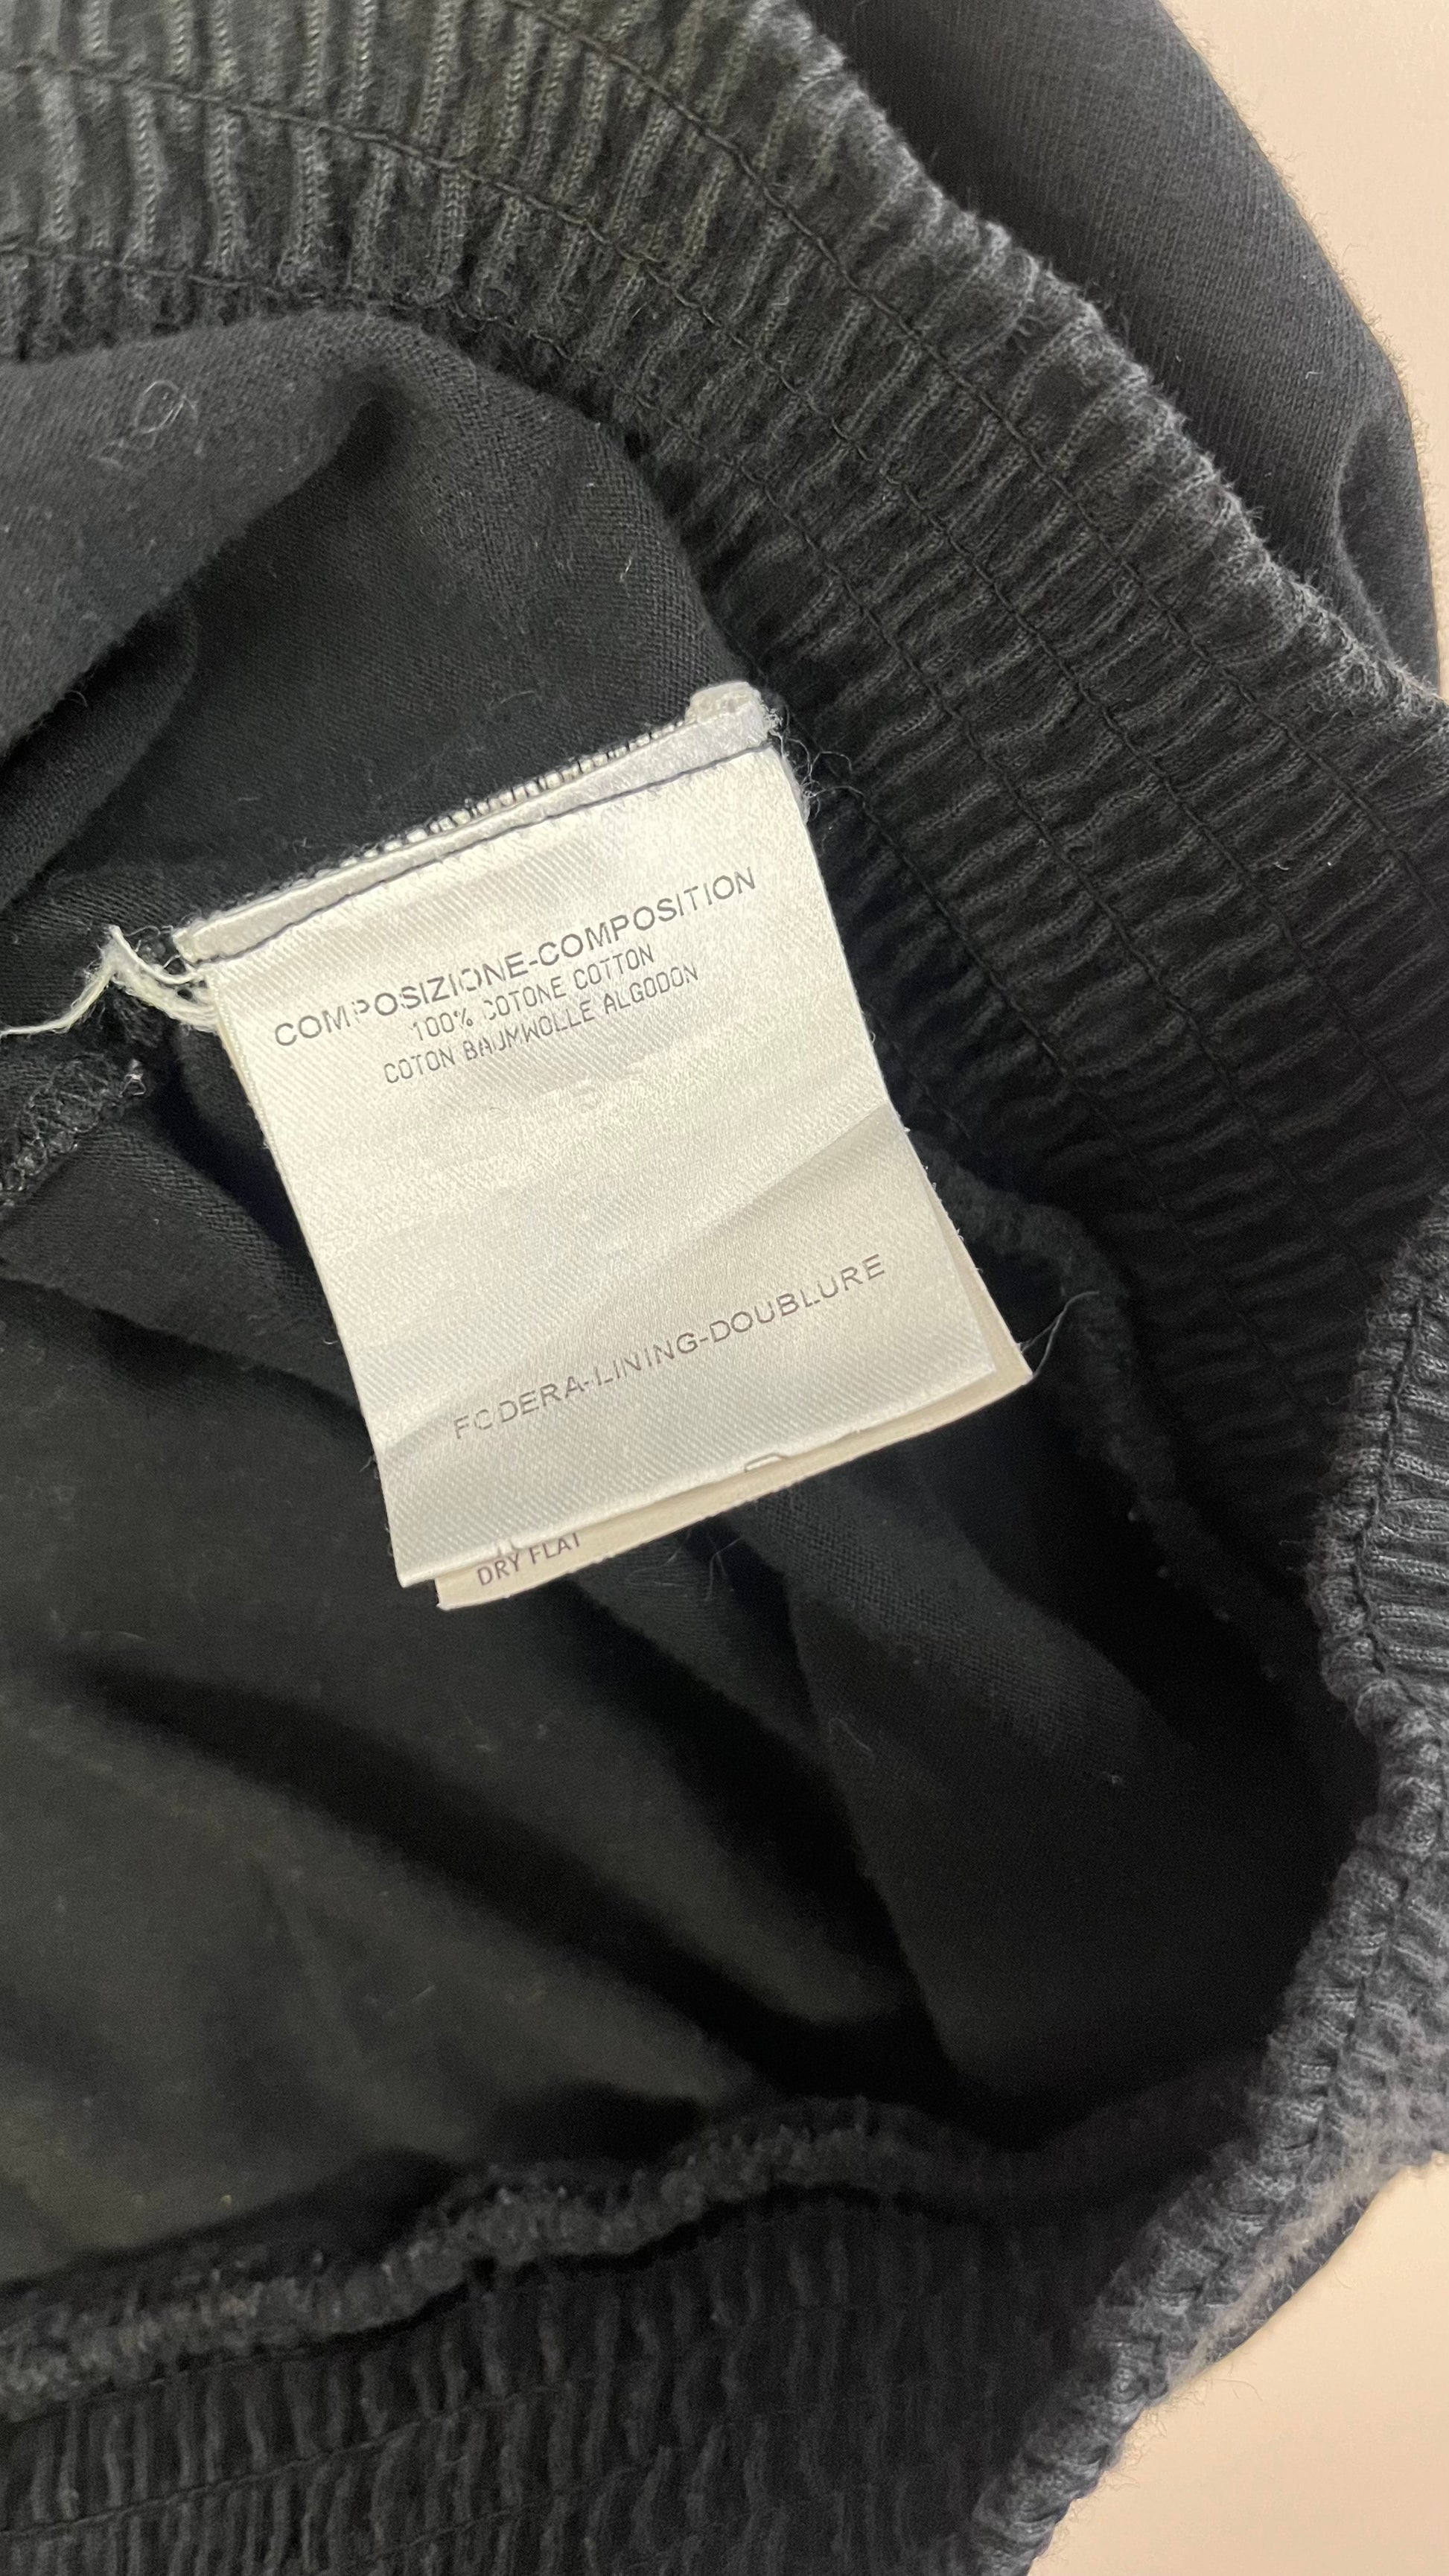 COMPOSIZIONE-COMPOSITION
100% COTONE COTTON
COTON BAUMWOLLE ALGODON
FODERA-LINING-DOUBLURE
DRY FLAT